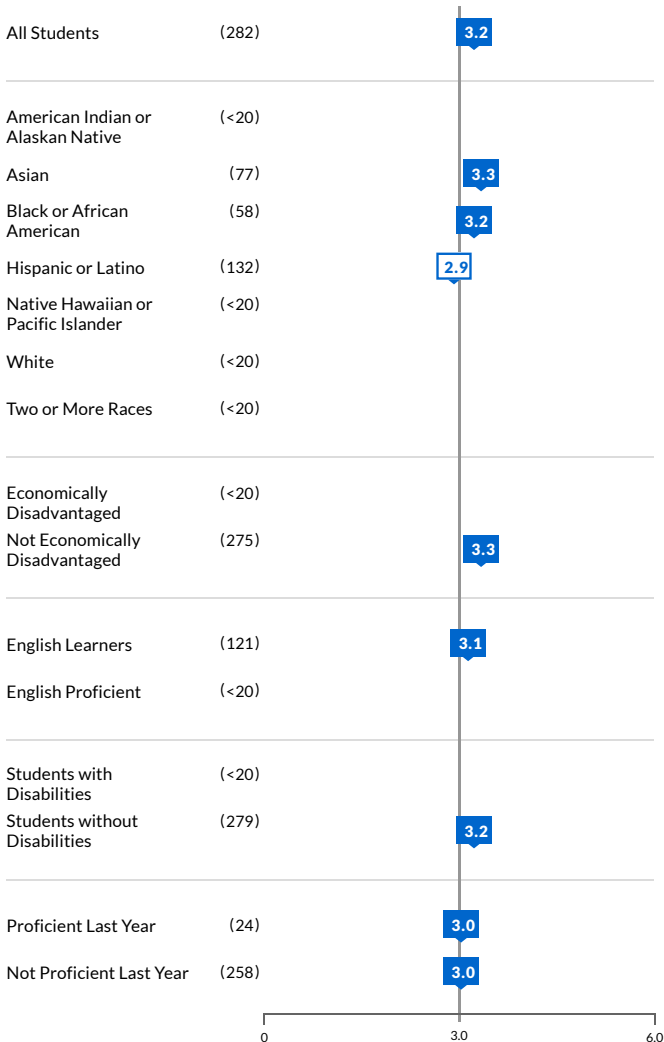 All Students (282) 3.2
American Indian or (<20)
Alaskan Native
Asian (77) 3.3
Black or African (58) 3.2
American
Hispanic or Latino (132) 2.9
Native Hawaiian or (<20)
Pacific Islander
White (<20)
Two or More Races (<20)
Economically (<20)
Disadvantaged
Not Economically (275) 3.3
Disadvantaged
English Learners (121) 3.1
English Proficient (<20)
Students with (<20)
Disabilities
Students without (279) 3.2
Disabilities
Proficient Last Year (24) 3.0
Not Proficient Last Year (258) 3.0
0 3.0 6.0